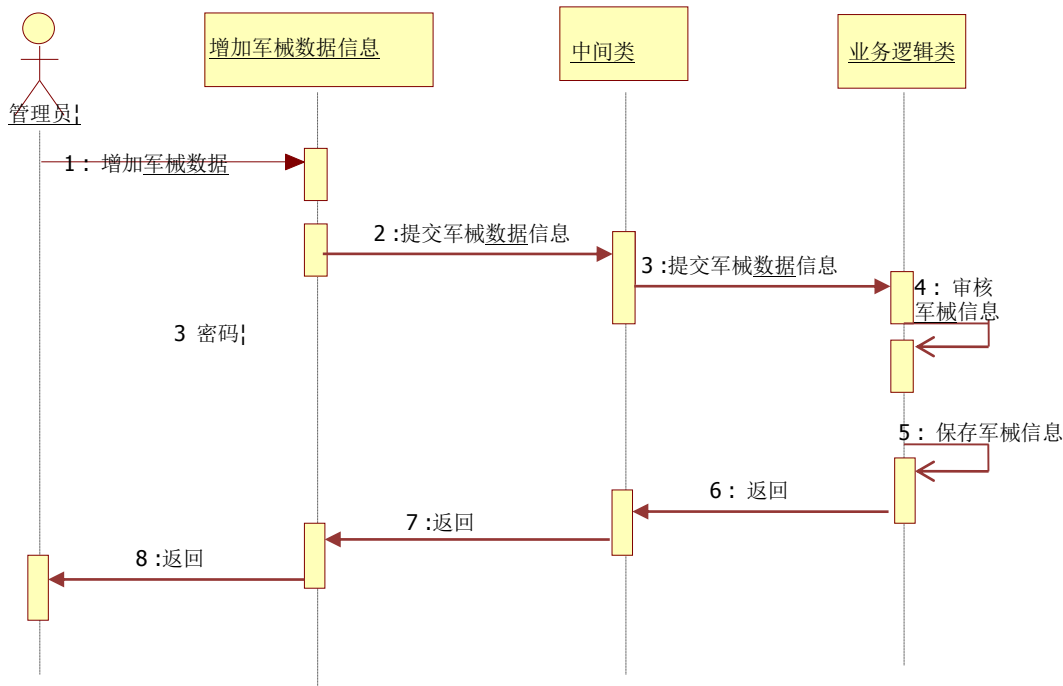 增加军械数据信息
中间类
业务逻辑类
管理员¦
1： 增加军械数据
2 :提交军械数据信息
3 :提交军械数据信息
4： 审核
军械信息
3 密码¦
5： 保存军械信息
6： 返回
7 :返回
8 :返回